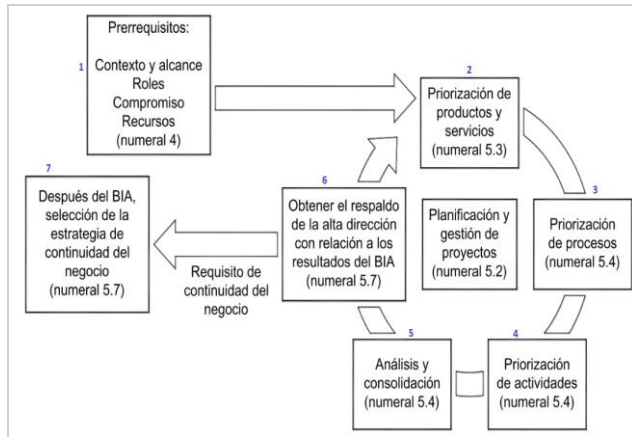 1
Prerrequisitos:
Contexto y alcance
Roles
Compromiso
Recursos
(numeral 4)
2
Priorización de
productos y
servicios
(numeral 5.3)
3
Priorización
de procesos
(numeral 5.4)
4
Priorización
de actividades
(numeral 5.4)
5
Análisis y
consolidación
(numeral 5.4)
6
Obtener el respaldo
de la alta dirección
con relación a los
resultados del BIA
(numeral 5.7)
Planificación y
gestión de
proyectos
(numeral 5.2)
Requisito de
continuidad del
negocio
7
Después del BIA,
selección de la
estrategia de
continuidad del
negocio
(numeral 5.7)